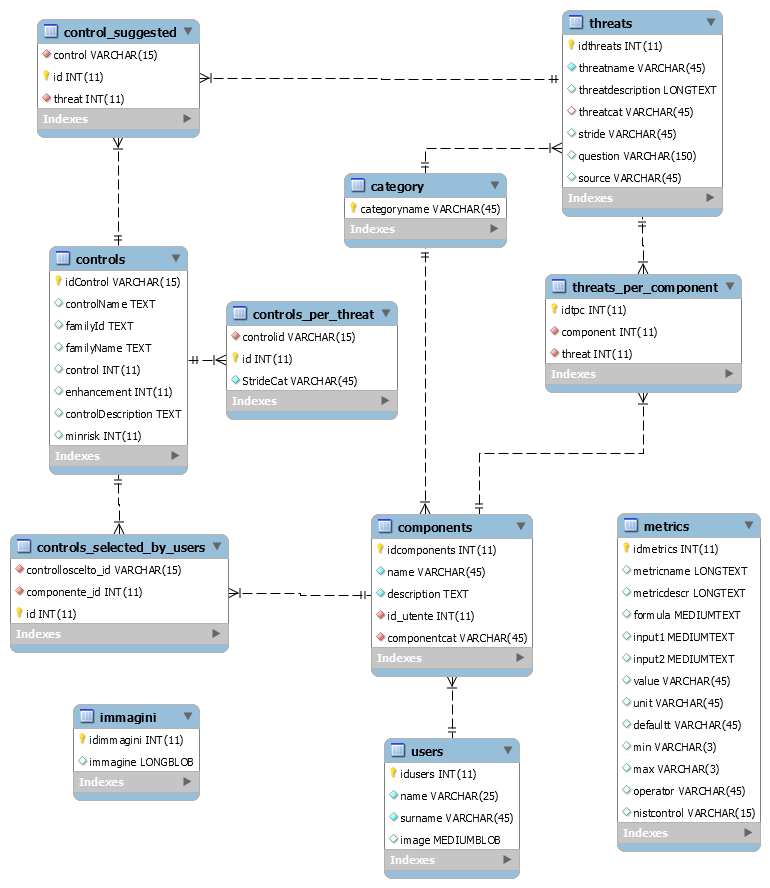 control_suggested
control VARCHAR(15)
id INT(11)
threat INT(11)
Indexes
threats
idthreats INT(11)
threatname VARCHAR(45)
threatdescription LONGTEXT
threatcat VARCHAR(45)
stride VARCHAR(45)
question VARCHAR(150)
source VARCHAR(45)
Indexes
category
categoryname VARCHAR(45)
Indexes
controls
idControl VARCHAR(15)
controlName TEXT
familyId TEXT
familyName TEXT
control INT(11)
enhancement INT(11)
controlDescription TEXT
minrisk INT(11)
Indexes
controls_per_threat
controlid VARCHAR(15)
id INT(11)
StrideCat VARCHAR(45)
Indexes
threats_per_component
idtpc INT(11)
component INT(11)
threat INT(11)
Indexes
controls_selected_by_users
controlloscelto_id VARCHAR(15)
componente_id INT(11)
id INT(11)
Indexes
components
idcomponents INT(11)
name VARCHAR(45)
description TEXT
id_utente INT(11)
componentcat VARCHAR(45)
Indexes
metrics
idmetrics INT(11)
metricname LONGTEXT
metricdescr LONGTEXT
formula MEDIUMTEXT
input1 MEDIUMTEXT
input2 MEDIUMTEXT
value VARCHAR(45)
unit VARCHAR(45)
defaultt VARCHAR(45)
min VARCHAR(3)
max VARCHAR(3)
operator VARCHAR(45)
nistcontrol VARCHAR(15)
Indexes
immagini
idimmagini INT(11)
immagine LONGBLOB
Indexes
users
idusers INT(11)
name VARCHAR(25)
surname VARCHAR(45)
image MEDIUMBLOB
Indexes